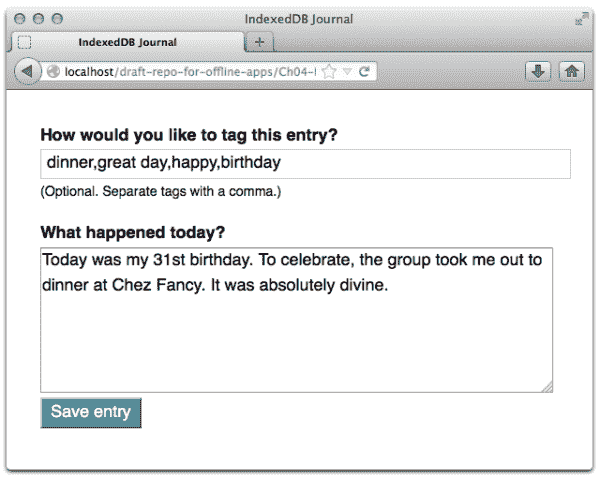 IndexedDB Journal
IndexedDB Journal
localhost/draft-repo-for-offline-apps/Ch04-
How would you like to tag this entry?
dinner,great day,happy,birthday
(Optional. Separate tags with a comma.)
What happened today?
Today was my 31st birthday. To celebrate, the group took me out to
dinner at Chez Fancy. It was absolutely divine.
Save entry